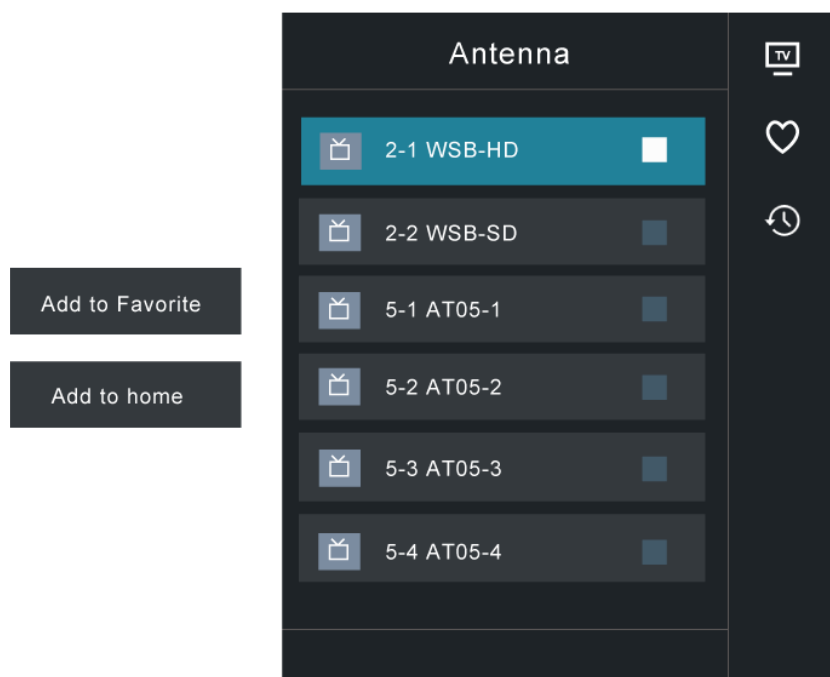 Antenna
TV
2-1 WSB-HD
2-2 WSB-SD
Add to Favorite
5-1 AT05-1
Add to home
5-2 AT05-2
5-3 AT05-3
5-4 AT05-4